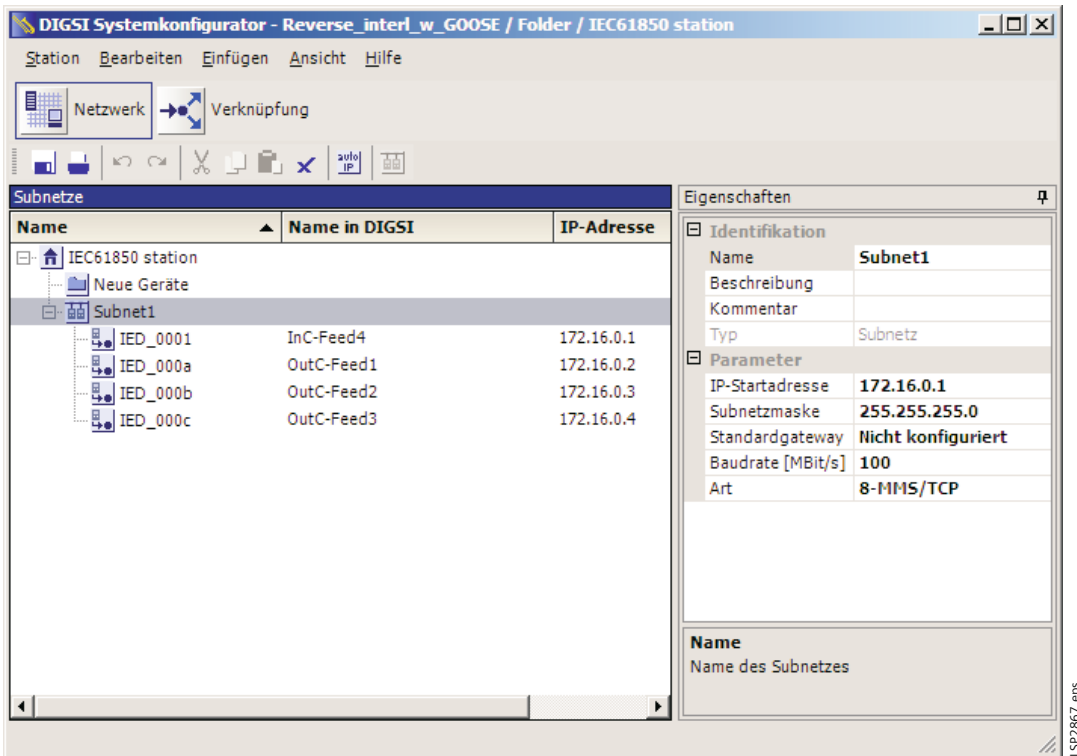 DIGSI Systemkonfigurator - Reverse_interl_w_GOOSE / Folder / IEC61850 station
Station Bearbeiten Einfügen Ansicht Hilfe
Netzwerk Verknüpfung
auto IP
Subnetze
Name Name in DIGSI IP-Adresse
IEC61850 station
Neue Geräte
Subnet1
IED_0001 InC-Feed4 172.16.0.1
IED_000a OutC-Feed1 172.16.0.2
IED_000b OutC-Feed2 172.16.0.3
IED_000c OutC-Feed3 172.16.0.4
Eigenschaften
Identifikation
Name Subnet1
Beschreibung
Kommentar
Typ Subnetz
Parameter
IP-Startadresse 172.16.0.1
Subnetzmaske 255.255.255.0
Standardgateway Nicht konfiguriert
Baudrate [MBit/s] 100
Art 8-MMS/TCP
Name
Name des Subnetzes
LSP2867.eps